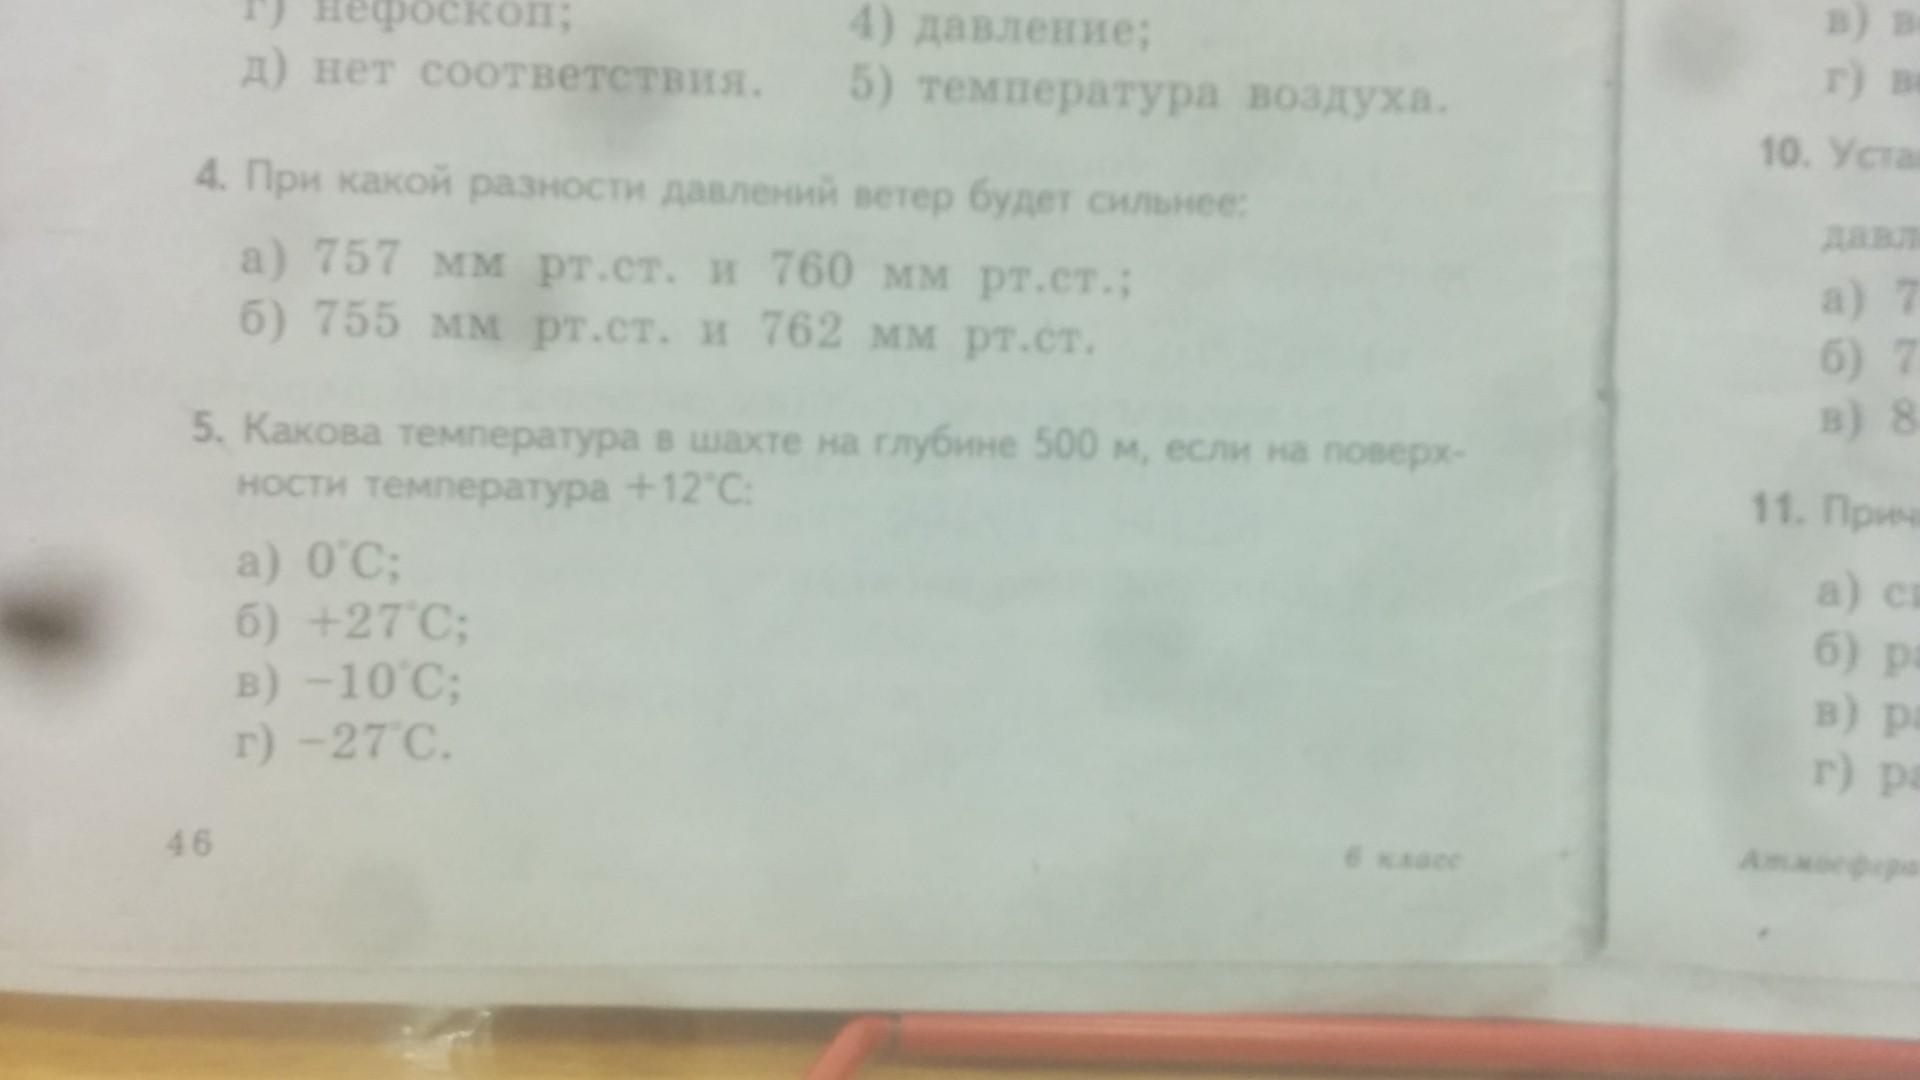 г) нефоскоп;
д) нет соответствия.
4) давление;
5) температура воздуха.
4. При какой разности давлений ветер будет сильнее:
а) 757 мм рт.ст. и 760 мм рт.ст.;
б) 755 мм рт.ст. и 762 мм рт.ст.
5. Какова температура в шахте на глубине 500 м, если на поверх-
ности температура +12°С:
а) 0°С;
б) +27°С;
в) −10°С;
г) −27°С.
46
6 класс
в)
г)
10.
а) 7
б) 7
в) 8
11.
а)
б)
в)
г)
Атмосфера